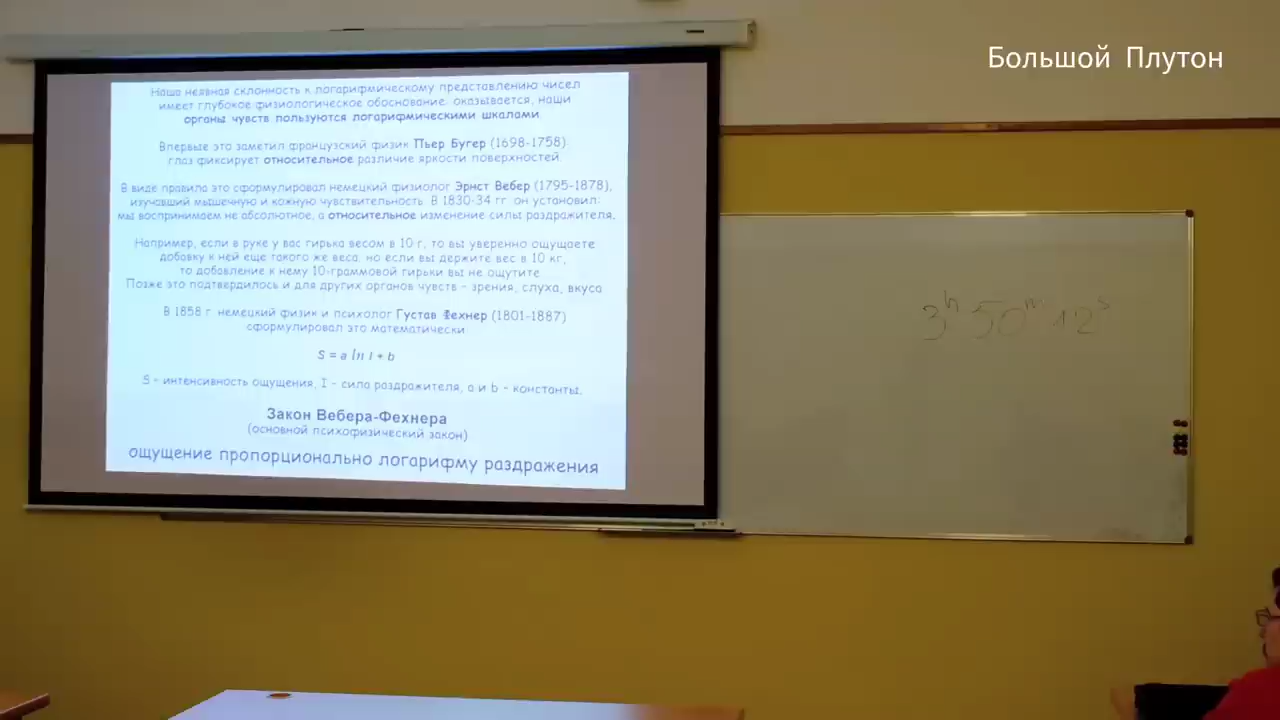 Большой Плутон
Наша неявная склонность к логарифмическому представлению чисел
имеет глубокое физиологическое обоснование: оказывается, наши
органы чувств пользуются логарифмическими шкалами.
Впервые это заметил французский физик Пьер Бугер (1698-1758):
глаз фиксирует относительное различие яркости поверхностей.
В виде правила это сформулировал немецкий физиолог Эрнст Вебер (1795-1878),
изучавший мышечную и кожную чувствительность. В 1830-34 гг. он установил:
мы воспринимаем не абсолютное, а относительное изменение силы раздражителя.
Например, если в руке у вас гирька весом в 10 г, то вы уверенно ощущаете
добавку к ней еще такого же веса, но если вы держите вес в 10 кг,
то добавление к нему 10-граммовой гирьки вы не ощутите.
Позже это подтвердилось и для других органов чувств - зрения, слуха, вкуса
В 1858 г. немецкий физик и психолог Густав Фехнер (1801-1887)
сформулировал это математически:
S = a ln I + b
S - интенсивность ощущения, I - сила раздражителя, a и b - константы.
Закон Вебера-Фехнера
(основной психофизический закон)
ощущение пропорционально логарифму раздражения
3h 50m 12s